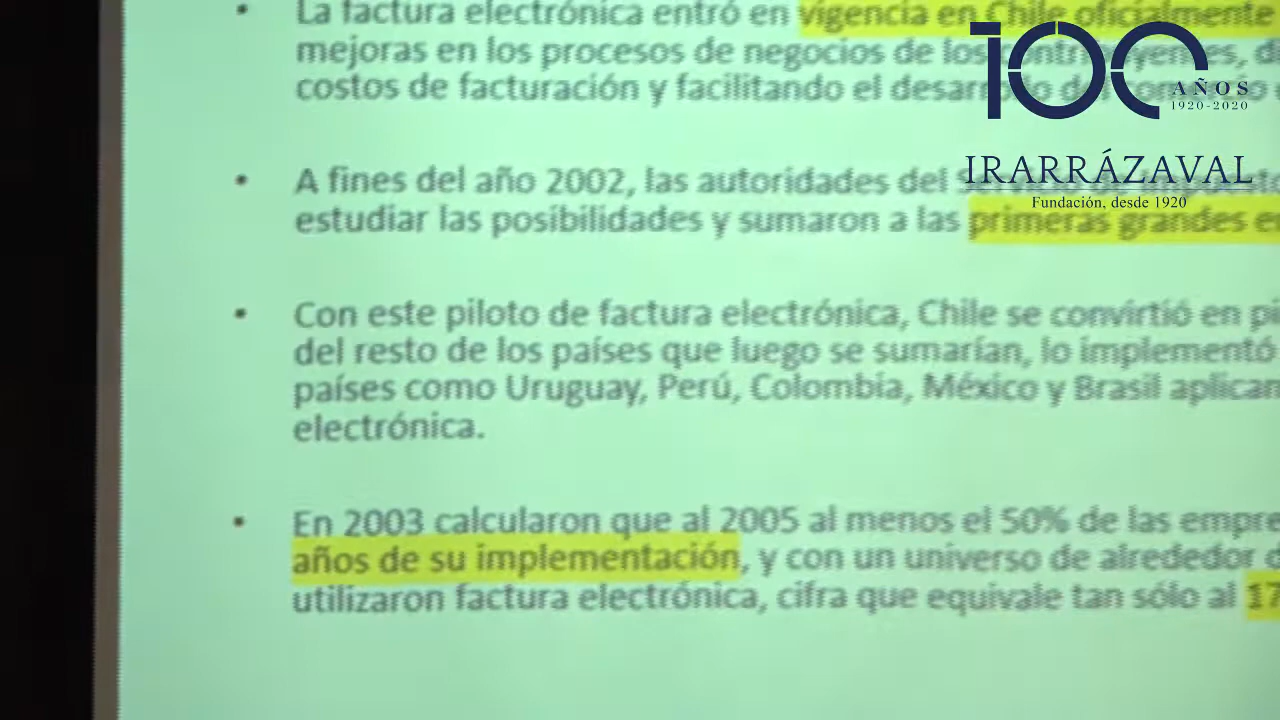 • La factura electrónica entró en vigencia en Chile oficialmente
mejoras en los procesos de negocios de los
costos de facturación y facilitando el
• A fines del año 2002, las autoridades del
estudiar las posibilidades y sumaron a las primeras grandes
• Con este piloto de factura electrónica, Chile se convirtió en
del resto de los países que luego se sumarían, lo implementó
países como Uruguay, Perú, Colombia, México y Brasil
electrónica.
• En 2003 calcularon que al 2005 al menos el 50% de las
años de su implementación, y con un universo de alrededor
utilizaron factura electrónica, cifra que equivale tan sólo al 17
100 AÑOS
1920-2020
IRARRÁZAVAL
Fundación, desde 1920